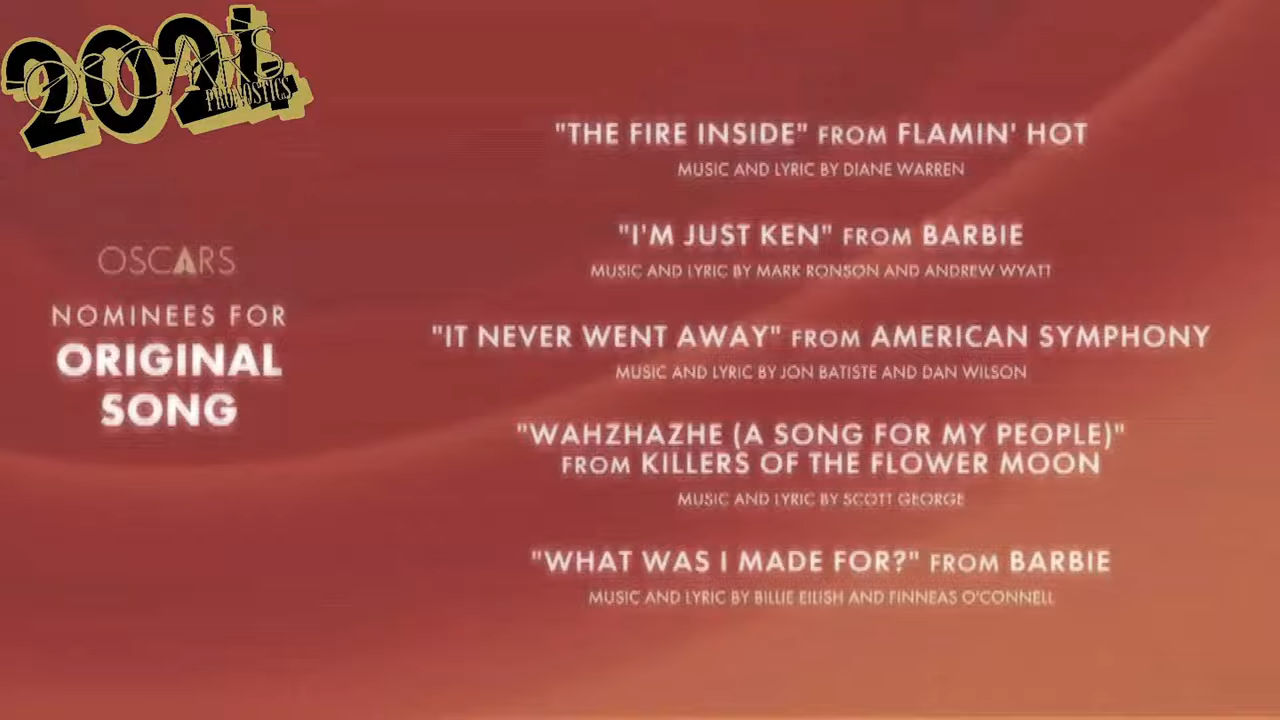 2024
OSCARS
PRONOSTICS
OSCARS
NOMINEES FOR
ORIGINAL
SONG
"THE FIRE INSIDE" FROM FLAMIN' HOT
MUSIC AND LYRIC BY DIANE WARREN
"I'M JUST KEN" FROM BARBIE
MUSIC AND LYRIC BY MARK RONSON AND ANDREW WYATT
"IT NEVER WENT AWAY" FROM AMERICAN SYMPHONY
MUSIC AND LYRIC BY JON BATISTE AND DAN WILSON
"WAHZHAZHE (A SONG FOR MY PEOPLE)"
FROM KILLERS OF THE FLOWER MOON
MUSIC AND LYRIC BY SCOTT GEORGE
"WHAT WAS I MADE FOR?" FROM BARBIE
MUSIC AND LYRIC BY BILLIE EILISH AND FINNEAS O'CONNELL